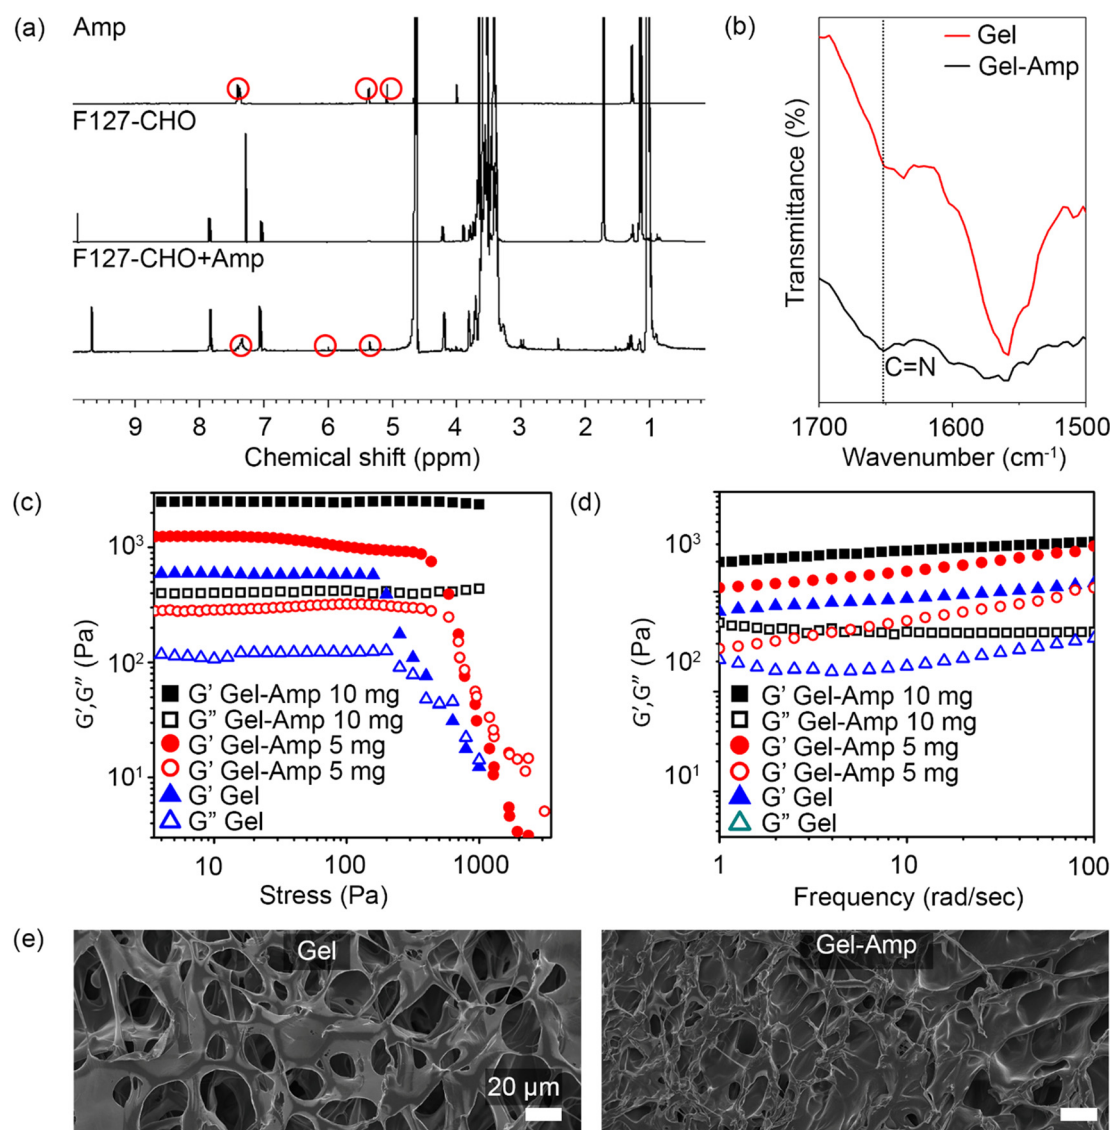 (a)
Amp
F127-CHO
F127-CHO+Amp
9 8 7 6 5 4 3 2 1
Chemical shift (ppm)
(b)
Gel
Gel-Amp
Transmittance (%)
C=N
1700 1600 1500
Wavenumber (cm⁻¹)
(c)
10³
10²
10¹
G′,G″ (Pa)
G’ Gel-Amp 10 mg
G” Gel-Amp 10 mg
G’ Gel-Amp 5 mg
G’ Gel-Amp 5 mg
G’ Gel
G” Gel
10 100 1000
Stress (Pa)
(d)
10³
10²
10¹
G′,G″ (Pa)
G’ Gel-Amp 10 mg
G” Gel-Amp 10 mg
G’ Gel-Amp 5 mg
G’ Gel-Amp 5 mg
G’ Gel
G” Gel
1 10 100
Frequency (rad/sec)
(e)
Gel
20 µm
Gel-Amp